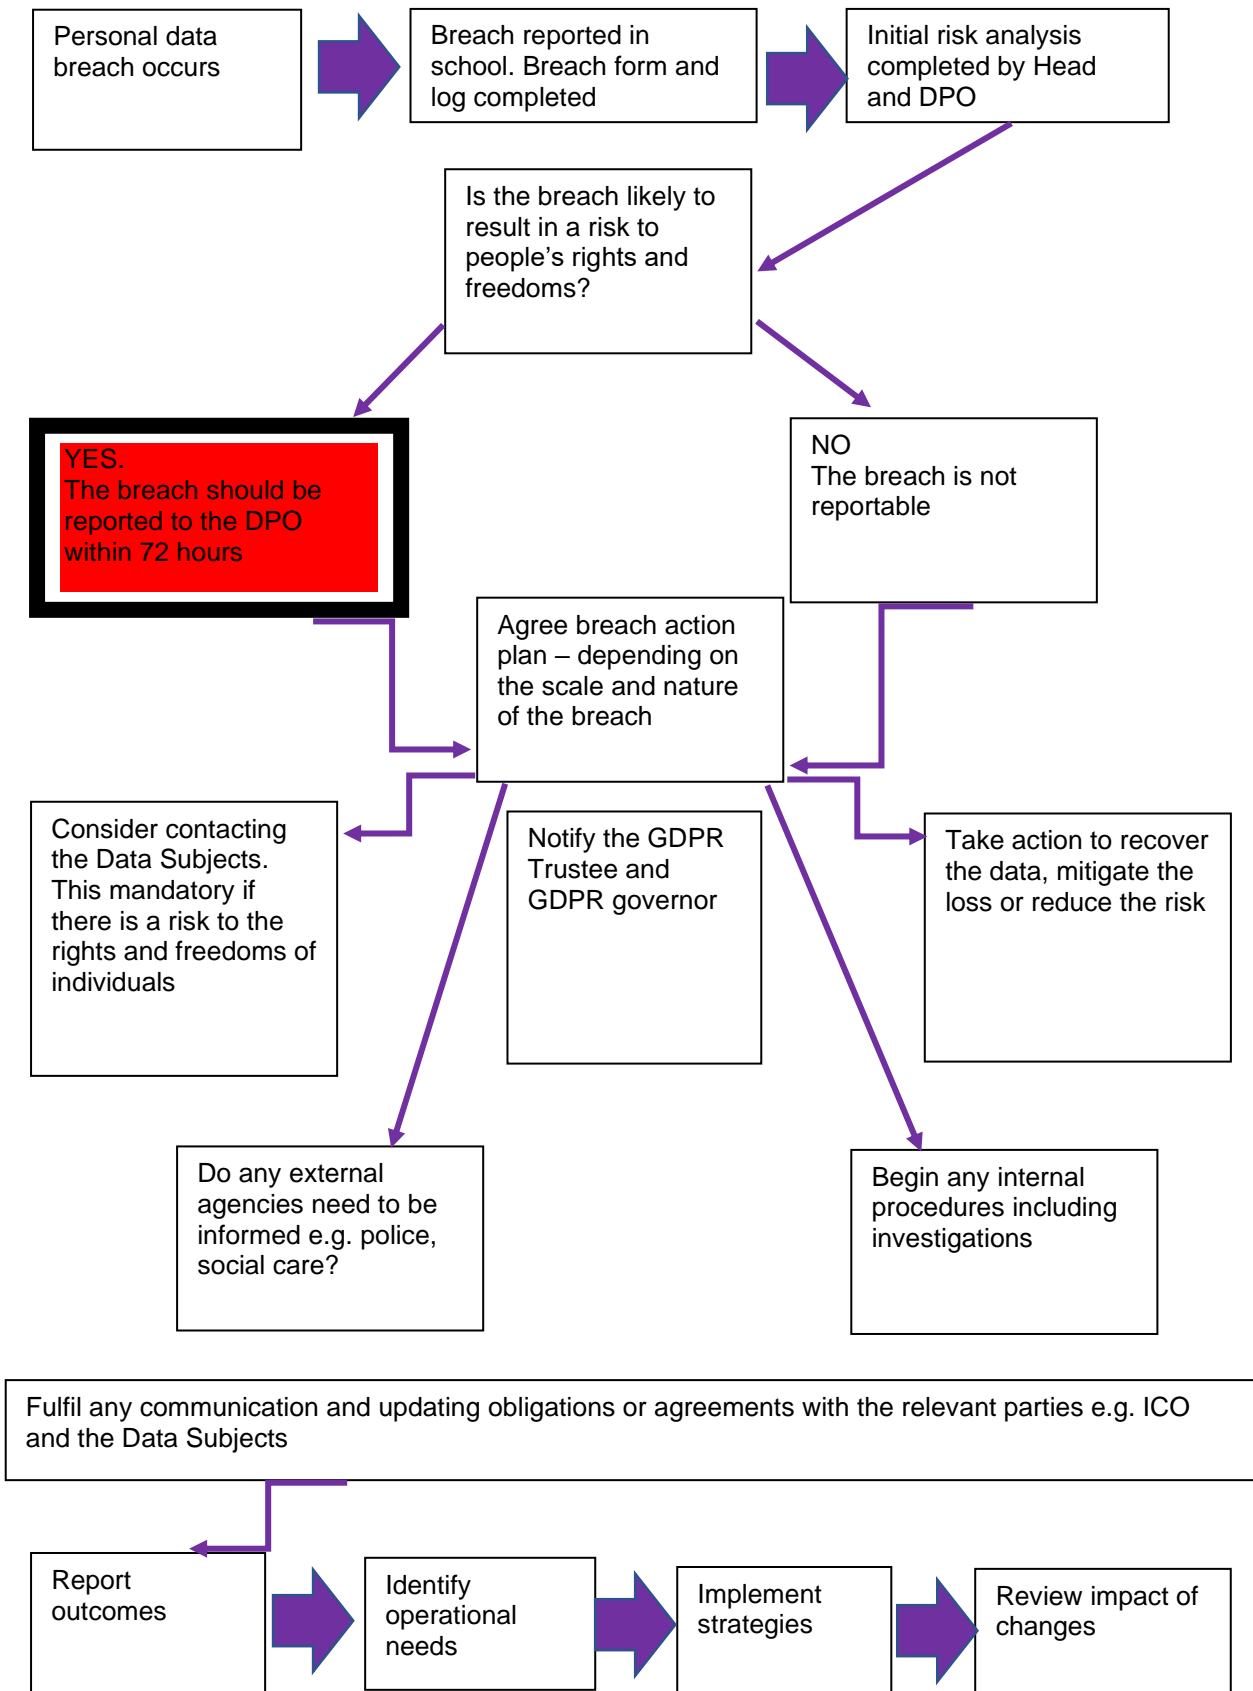 Personal data
breach occurs
Breach reported in
school. Breach form and
log completed
Initial risk analysis
completed by Head
and DPO
Is the breach likely to
result in a risk to
people’s rights and
freedoms?
YES.
The breach should be
reported to the DPO
within 72 hours
NO
The breach is not
reportable
Agree breach action
plan – depending on
the scale and nature
of the breach
Consider contacting
the Data Subjects.
This mandatory if
there is a risk to the
rights and freedoms of
individuals
Notify the GDPR
Trustee and
GDPR governor
Take action to recover
the data, mitigate the
loss or reduce the risk
Do any external
agencies need to be
informed e.g. police,
social care?
Begin any internal
procedures including
investigations
Fulfil any communication and updating obligations or agreements with the relevant parties e.g. ICO
and the Data Subjects
Report
outcomes
Identify
operational
needs
Implement
strategies
Review impact of
changes